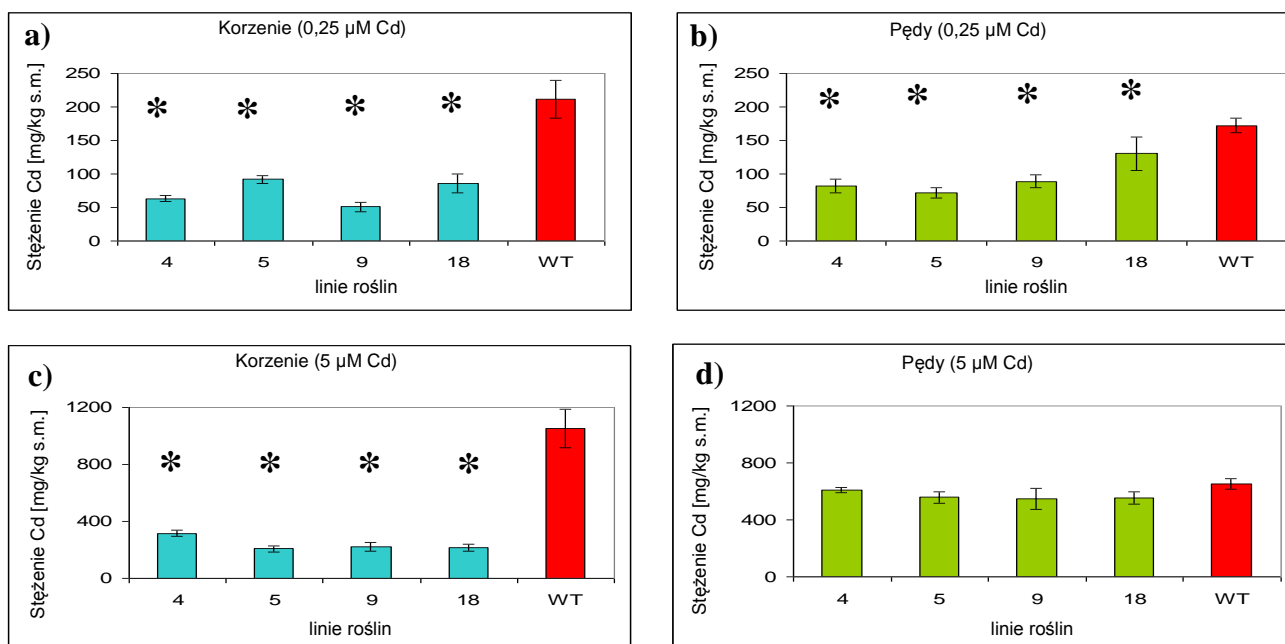 a)
Korzenie (0,25 µM Cd)
Stężenie Cd [mg/kg s.m.]
250
200
150
100
50
0
* * * *
4 5 9 18 WT
linie roślin
b)
Pędy (0,25 µM Cd)
Stężenie Cd [mg/kg s.m.]
250
200
150
100
50
0
* * * *
4 5 9 18 WT
linie roślin
c)
Korzenie (5 µM Cd)
Stężenie Cd [mg/kg s.m.]
1200
800
400
0
* * * *
4 5 9 18 WT
linie roślin
d)
Pędy (5 µM Cd)
Stężenie Cd [mg/kg s.m.]
1200
800
400
0
4 5 9 18 WT
linie roślin